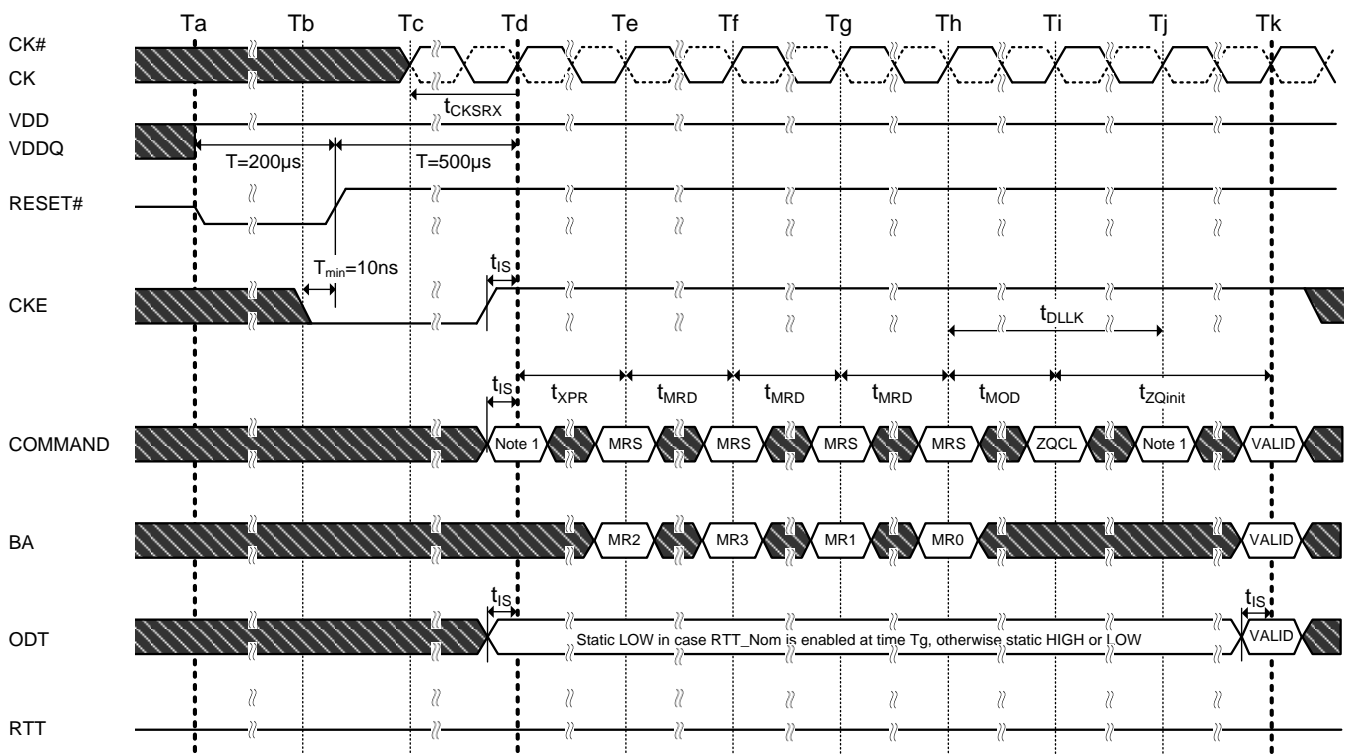 Ta Tb Tc Td Te Tf Tg Th Ti Tj Tk
CK#
CK
tCKSRX
VDD
VDDQ
T=200µs T=500µs
RESET#
Tmin=10ns tIS
CKE
tDLLK
tIS tXPR tMRD tMRD tMRD tMOD tZQinit
COMMAND Note 1 MRS MRS MRS MRS ZQCL Note 1 VALID
BA MR2 MR3 MR1 MR0 VALID
tIS tIS
ODT Static LOW in case RTT_Nom is enabled at time Tg, otherwise static HIGH or LOW VALID
RTT